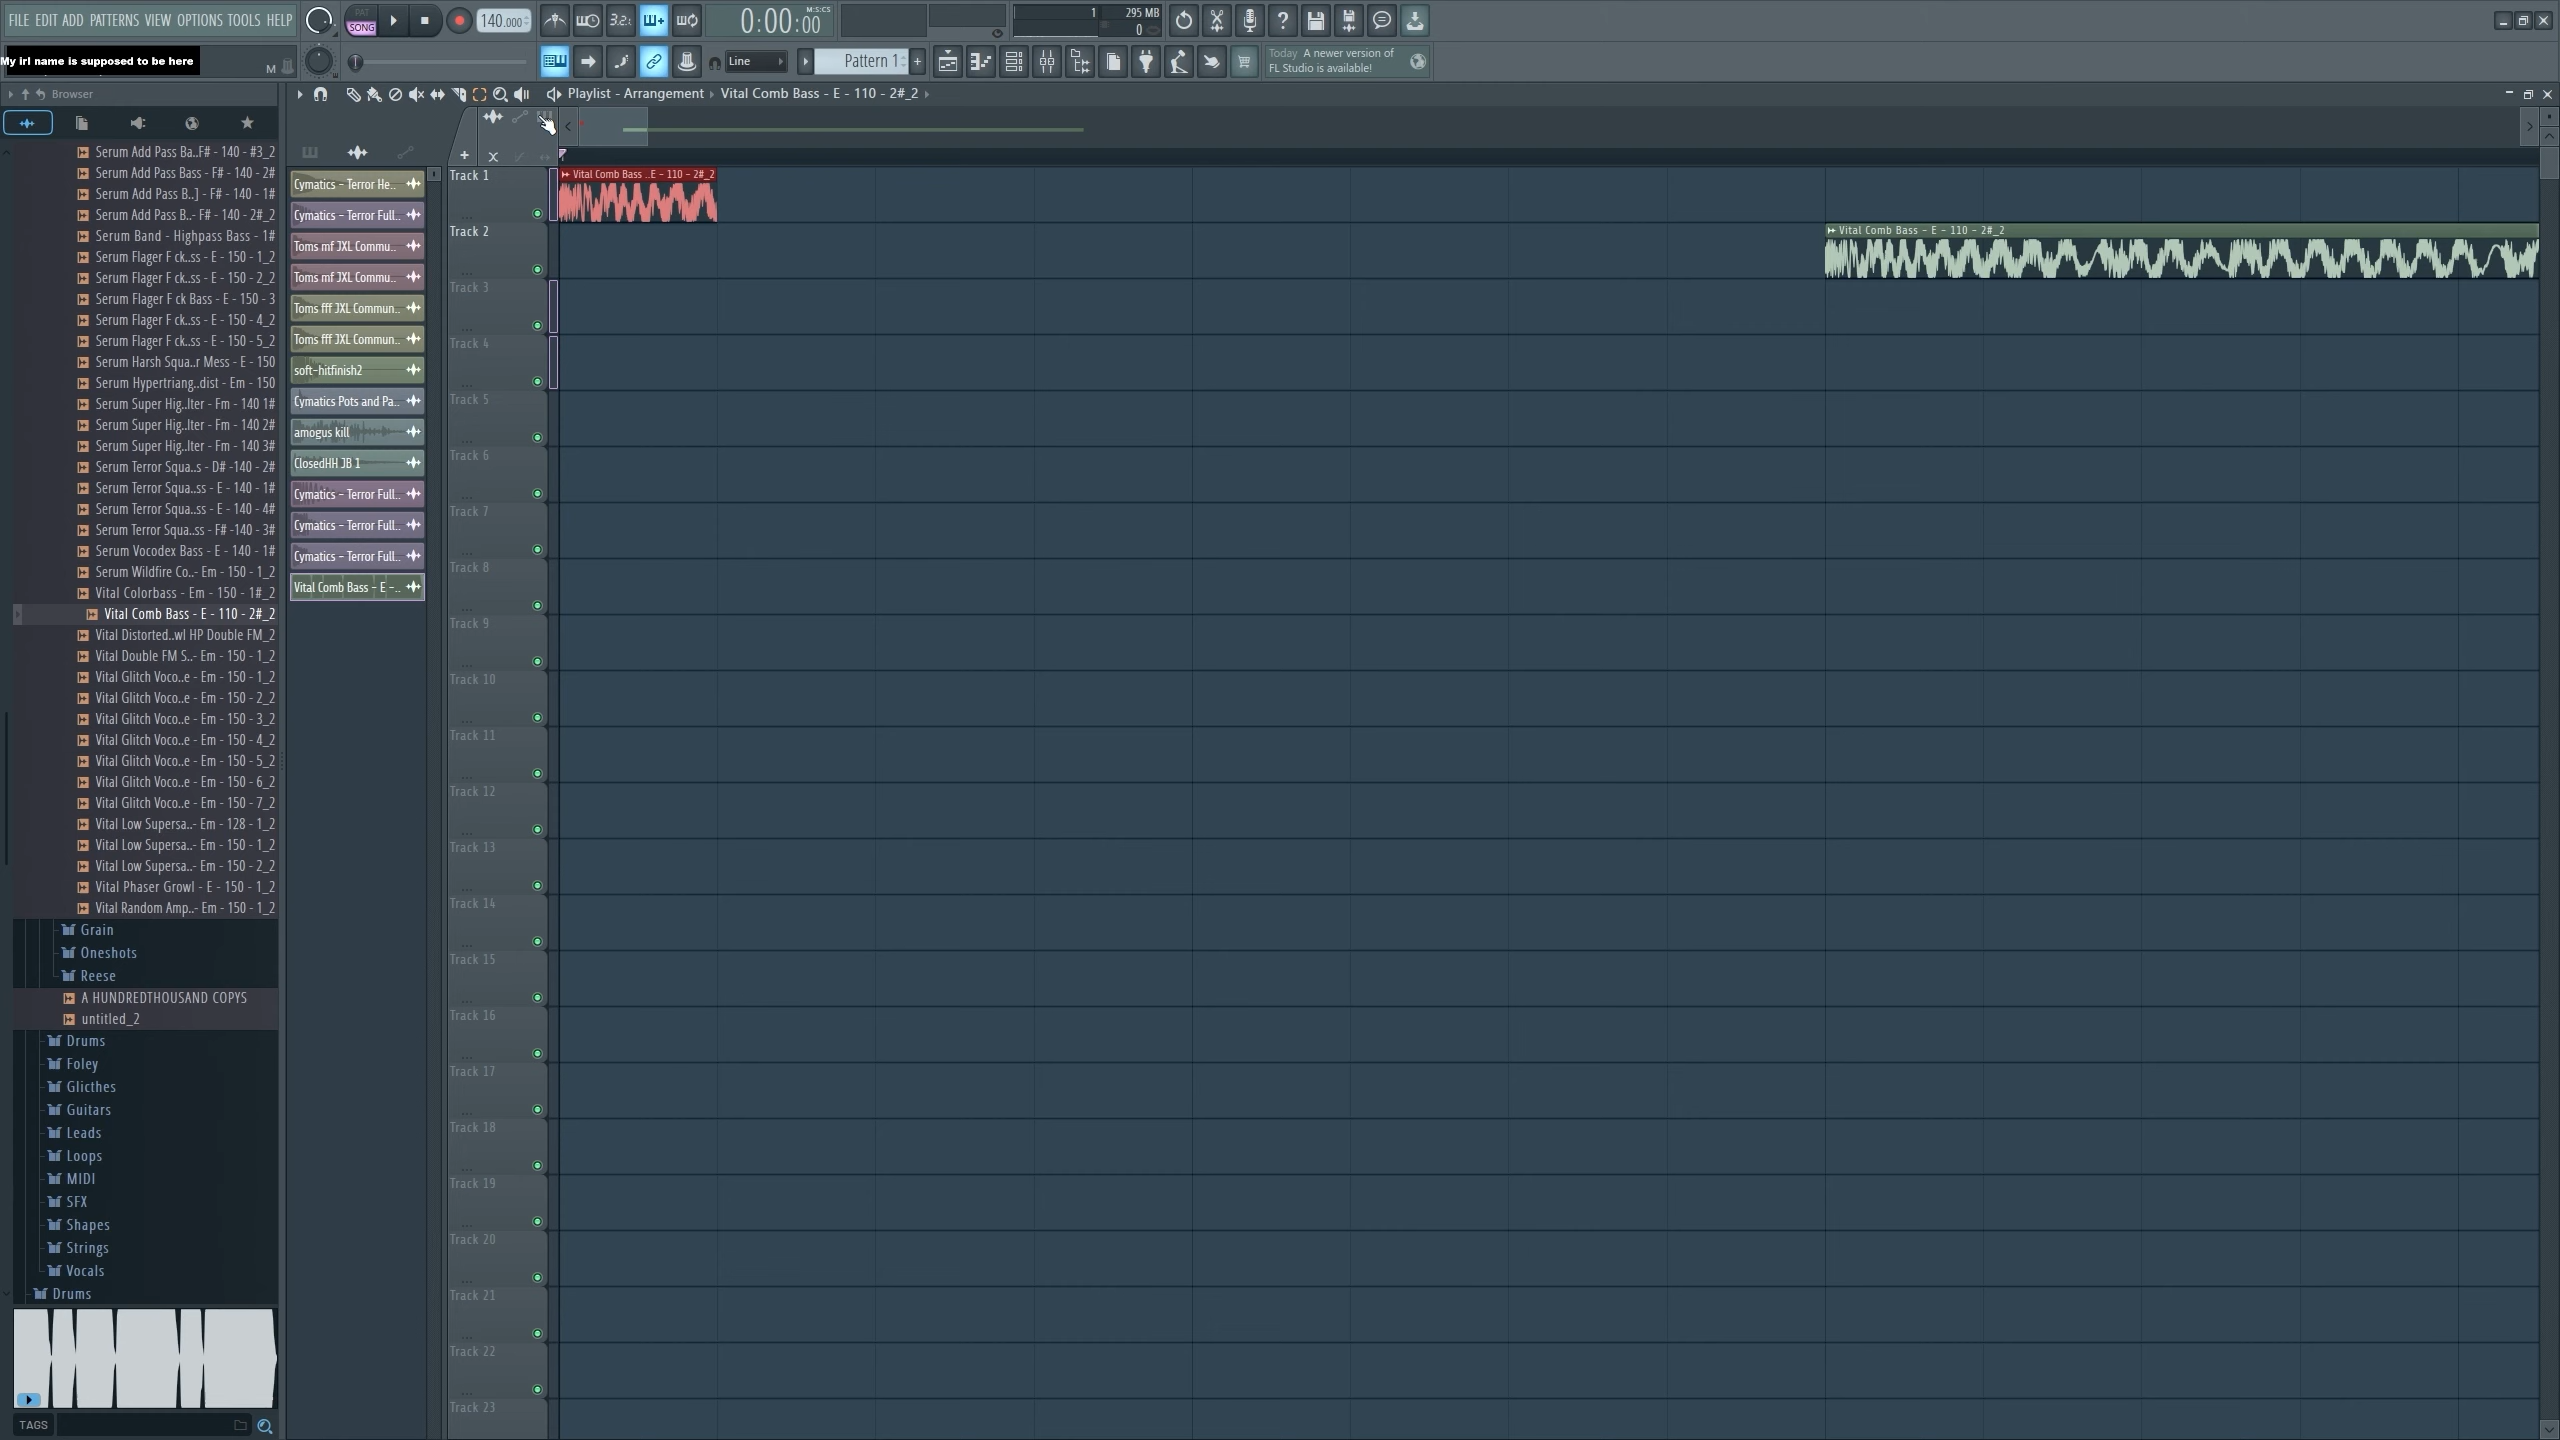 FILE EDIT ADD PATTERNS VIEW OPTIONS TOOLS HELP
PAT
SONG
140.000
3.2.
0:00:00
M:S:CS
1
295 MB
0
My irl name is supposed to be here
M
Line
Pattern 1
+
Today A newer version of
FL Studio is available!
Browser
Playlist - Arrangement
Vital Comb Bass - E - 110 - 2#_2
Serum Add Pass Ba..F# - 140 - #3_2
Serum Add Pass Bass - F# - 140 - 2#
Serum Add Pass B..] - F# - 140 - 1#
Serum Add Pass B..- F# - 140 - 2#_2
Serum Band - Highpass Bass - 1#
Serum Flager F ck..ss - E - 150 - 1_2
Serum Flager F ck..ss - E - 150 - 2_2
Serum Flager F ck Bass - E - 150 - 3
Serum Flager F ck..ss - E - 150 - 4_2
Serum Flager F ck..ss - E - 150 - 5_2
Serum Harsh Squa..r Mess - E - 150
Serum Hypertriang..dist - Em - 150
Serum Super Hig..lter - Fm - 140 1#
Serum Super Hig..lter - Fm - 140 2#
Serum Super Hig..lter - Fm - 140 3#
Serum Terror Squa..s - D# -140 - 2#
Serum Terror Squa..ss - E - 140 - 1#
Serum Terror Squa..ss - E - 140 - 4#
Serum Terror Squa..ss - F# -140 - 3#
Serum Vocodex Bass - E - 140 - 1#
Serum Wildfire Co..- Em - 150 - 1_2
Vital Colorbass - Em - 150 - 1#_2
Vital Comb Bass - E - 110 - 2#_2
Vital Distorted..wl HP Double FM_2
Vital Double FM S..- Em - 150 - 1_2
Vital Glitch Voco..e - Em - 150 - 1_2
Vital Glitch Voco..e - Em - 150 - 2_2
Vital Glitch Voco..e - Em - 150 - 3_2
Vital Glitch Voco..e - Em - 150 - 4_2
Vital Glitch Voco..e - Em - 150 - 5_2
Vital Glitch Voco..e - Em - 150 - 6_2
Vital Glitch Voco..e - Em - 150 - 7_2
Vital Low Supersa..- Em - 128 - 1_2
Vital Low Supersa..- Em - 150 - 1_2
Vital Low Supersa..- Em - 150 - 2_2
Vital Phaser Growl - E - 150 - 1_2
Vital Random Amp..- Em - 150 - 1_2
Grain
Oneshots
Reese
A HUNDREDTHOUSAND COPYS
untitled_2
Drums
Foley
Glicthes
Guitars
Leads
Loops
MIDI
SFX
Shapes
Strings
Vocals
Drums
TAGS
Cymatics - Terror He..
Cymatics - Terror Full..
Toms mf JXL Commu..
Toms mf JXL Commu..
Toms fff JXL Commun..
Toms fff JXL Commun..
soft-hitfinish2
Cymatics Pots and Pa..
amogus kill
ClosedHH JB 1
Cymatics - Terror Full..
Cymatics - Terror Full..
Cymatics - Terror Full..
Vital Comb Bass - E -..
Track 1
Track 2
Track 3
Track 4
Track 5
Track 6
Track 7
Track 8
Track 9
Track 10
Track 11
Track 12
Track 13
Track 14
Track 15
Track 16
Track 17
Track 18
Track 19
Track 20
Track 21
Track 22
Track 23
Vital Comb Bass ..E - 110 - 2#_2
Vital Comb Bass - E - 110 - 2#_2